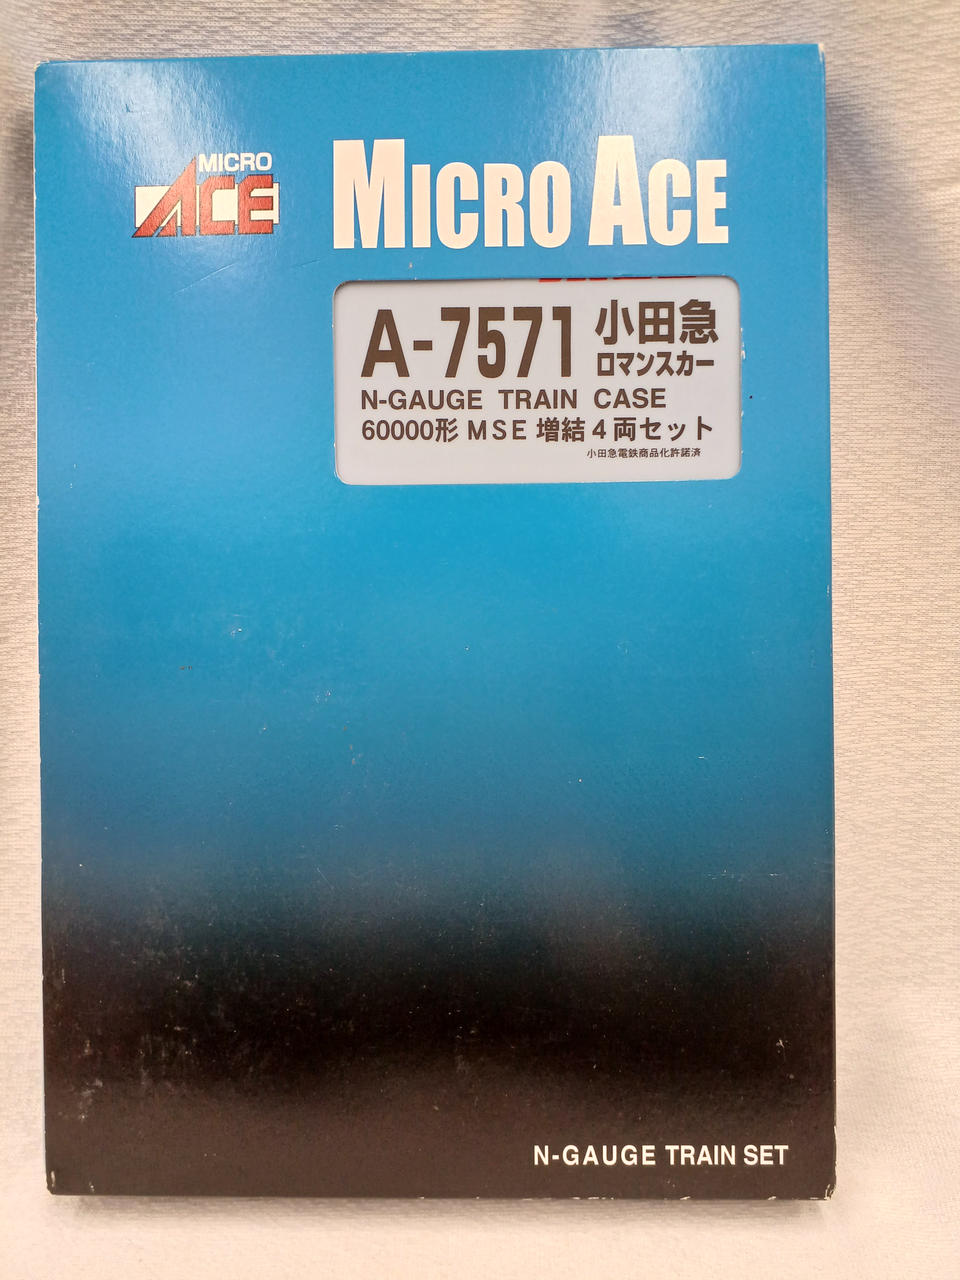 MICRO
ACE
MICRO ACE
A-7571 小田急
ロマンスカー
N-GAUGE TRAIN CASE
60000形 MSE 増結4両セット
小田急電鉄商品化許諾済
N-GAUGE TRAIN SET